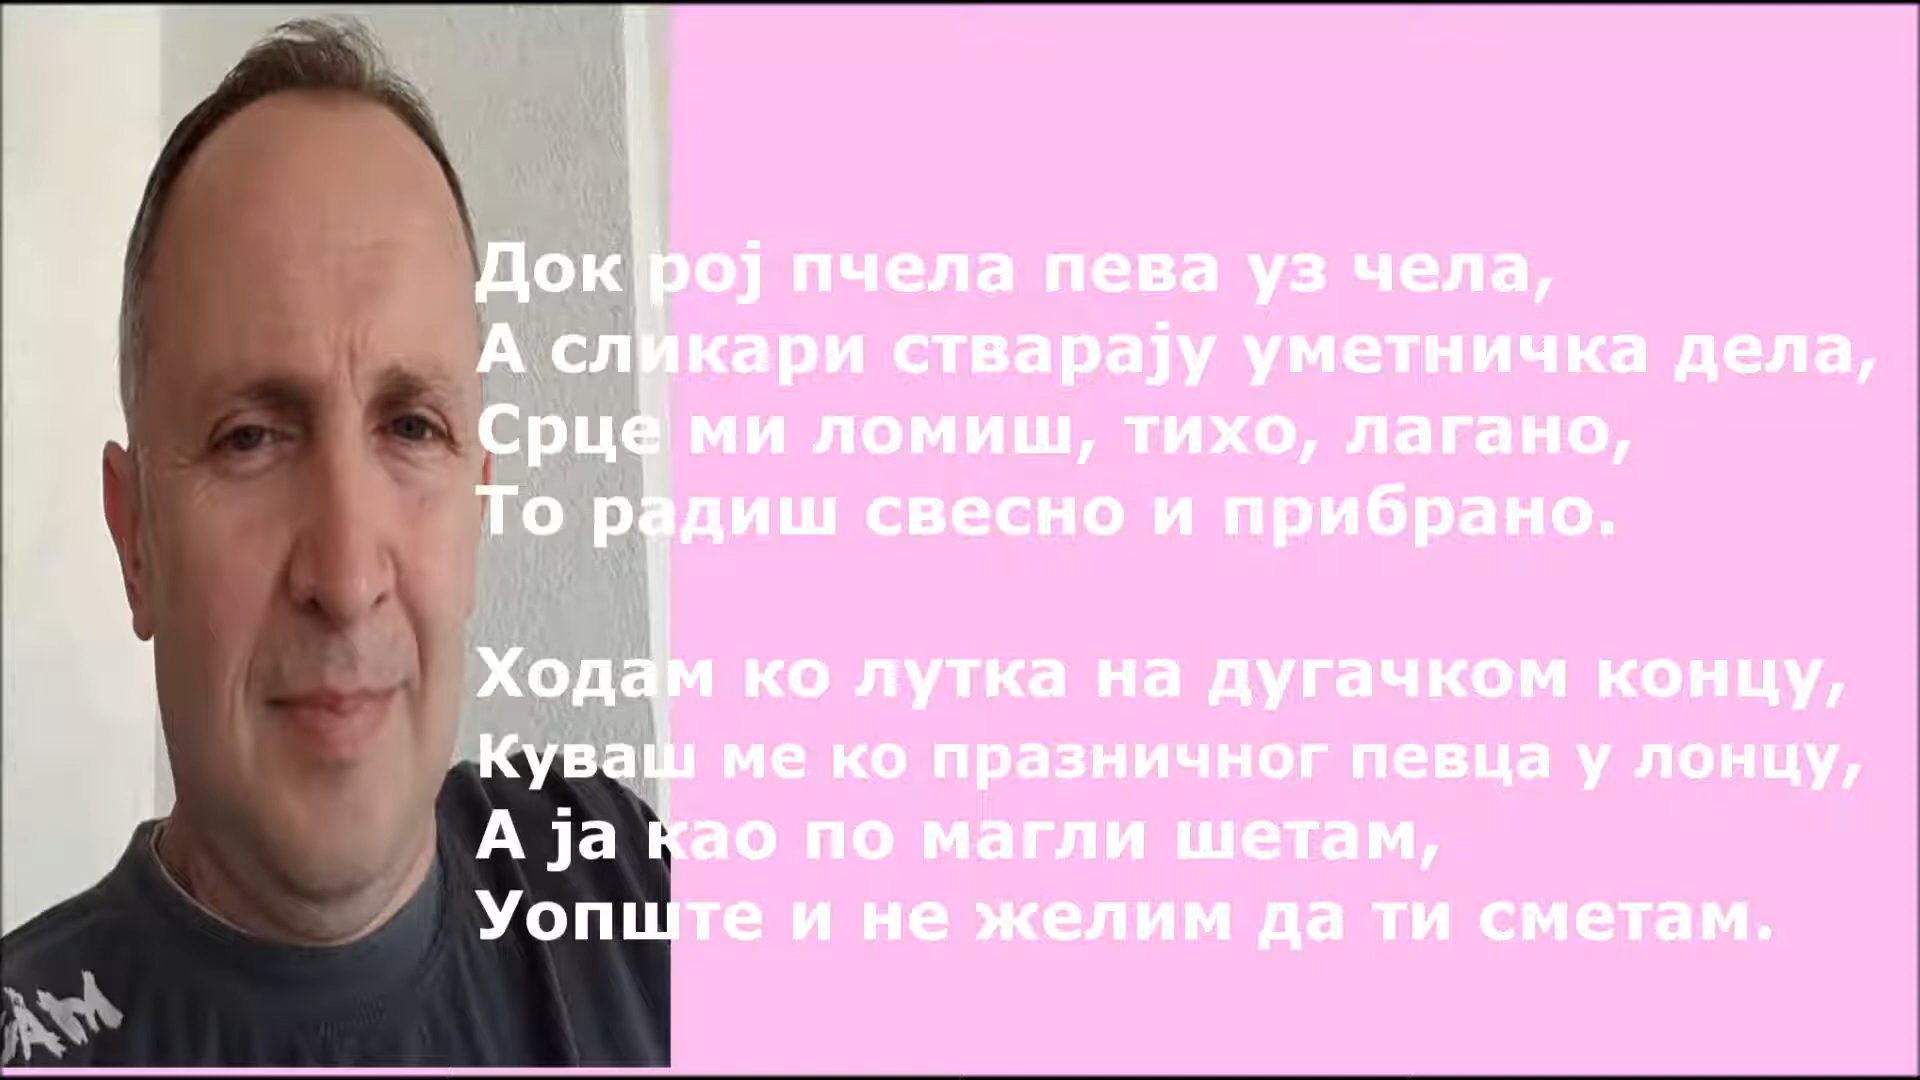 Док рој пчела пева уз чела,
А сликари стварају уметничка дела,
Срце ми ломиш, тихо, лагано,
То радиш свесно и прибрано.
Ходам ко лутка на дугачком концу,
Куваш ме ко празничног певца у лонцу,
А ја као по магли шетам,
Уопште и не желим да ти сметам.